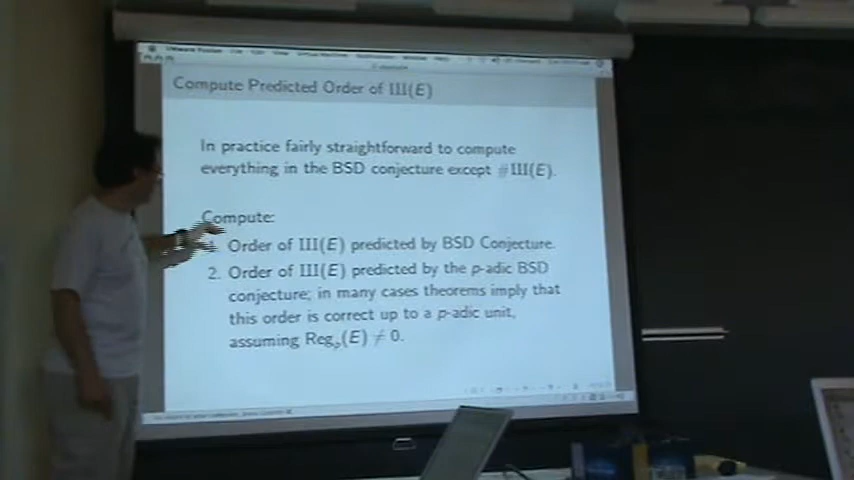 Compute Predicted Order of Ш(E)
In practice fairly straightforward to compute
everything in the BSD conjecture except #Ш(E).
Compute:
1. Order of Ш(E) predicted by BSD Conjecture.
2. Order of Ш(E) predicted by the p-adic BSD
conjecture; in many cases theorems imply that
this order is correct up to a p-adic unit,
assuming Reg_p(E) ≠ 0.